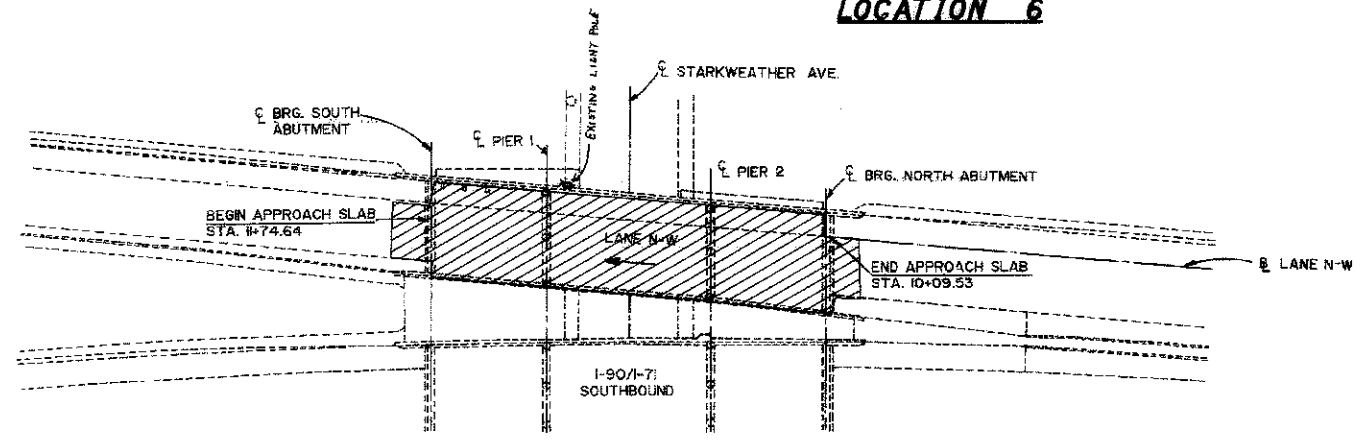 LOCATION 6
EXISTING LIGHT POLE
℄ STARKWEATHER AVE.
℄ BRG. SOUTH
ABUTMENT
℄ PIER 1
℄ PIER 2
℄ BRG. NORTH ABUTMENT
BEGIN APPROACH SLAB
STA. 11+74.64
LANE N-W
END APPROACH SLAB
STA. 10+09.53
LANE N-W
I-90/I-71
SOUTHBOUND